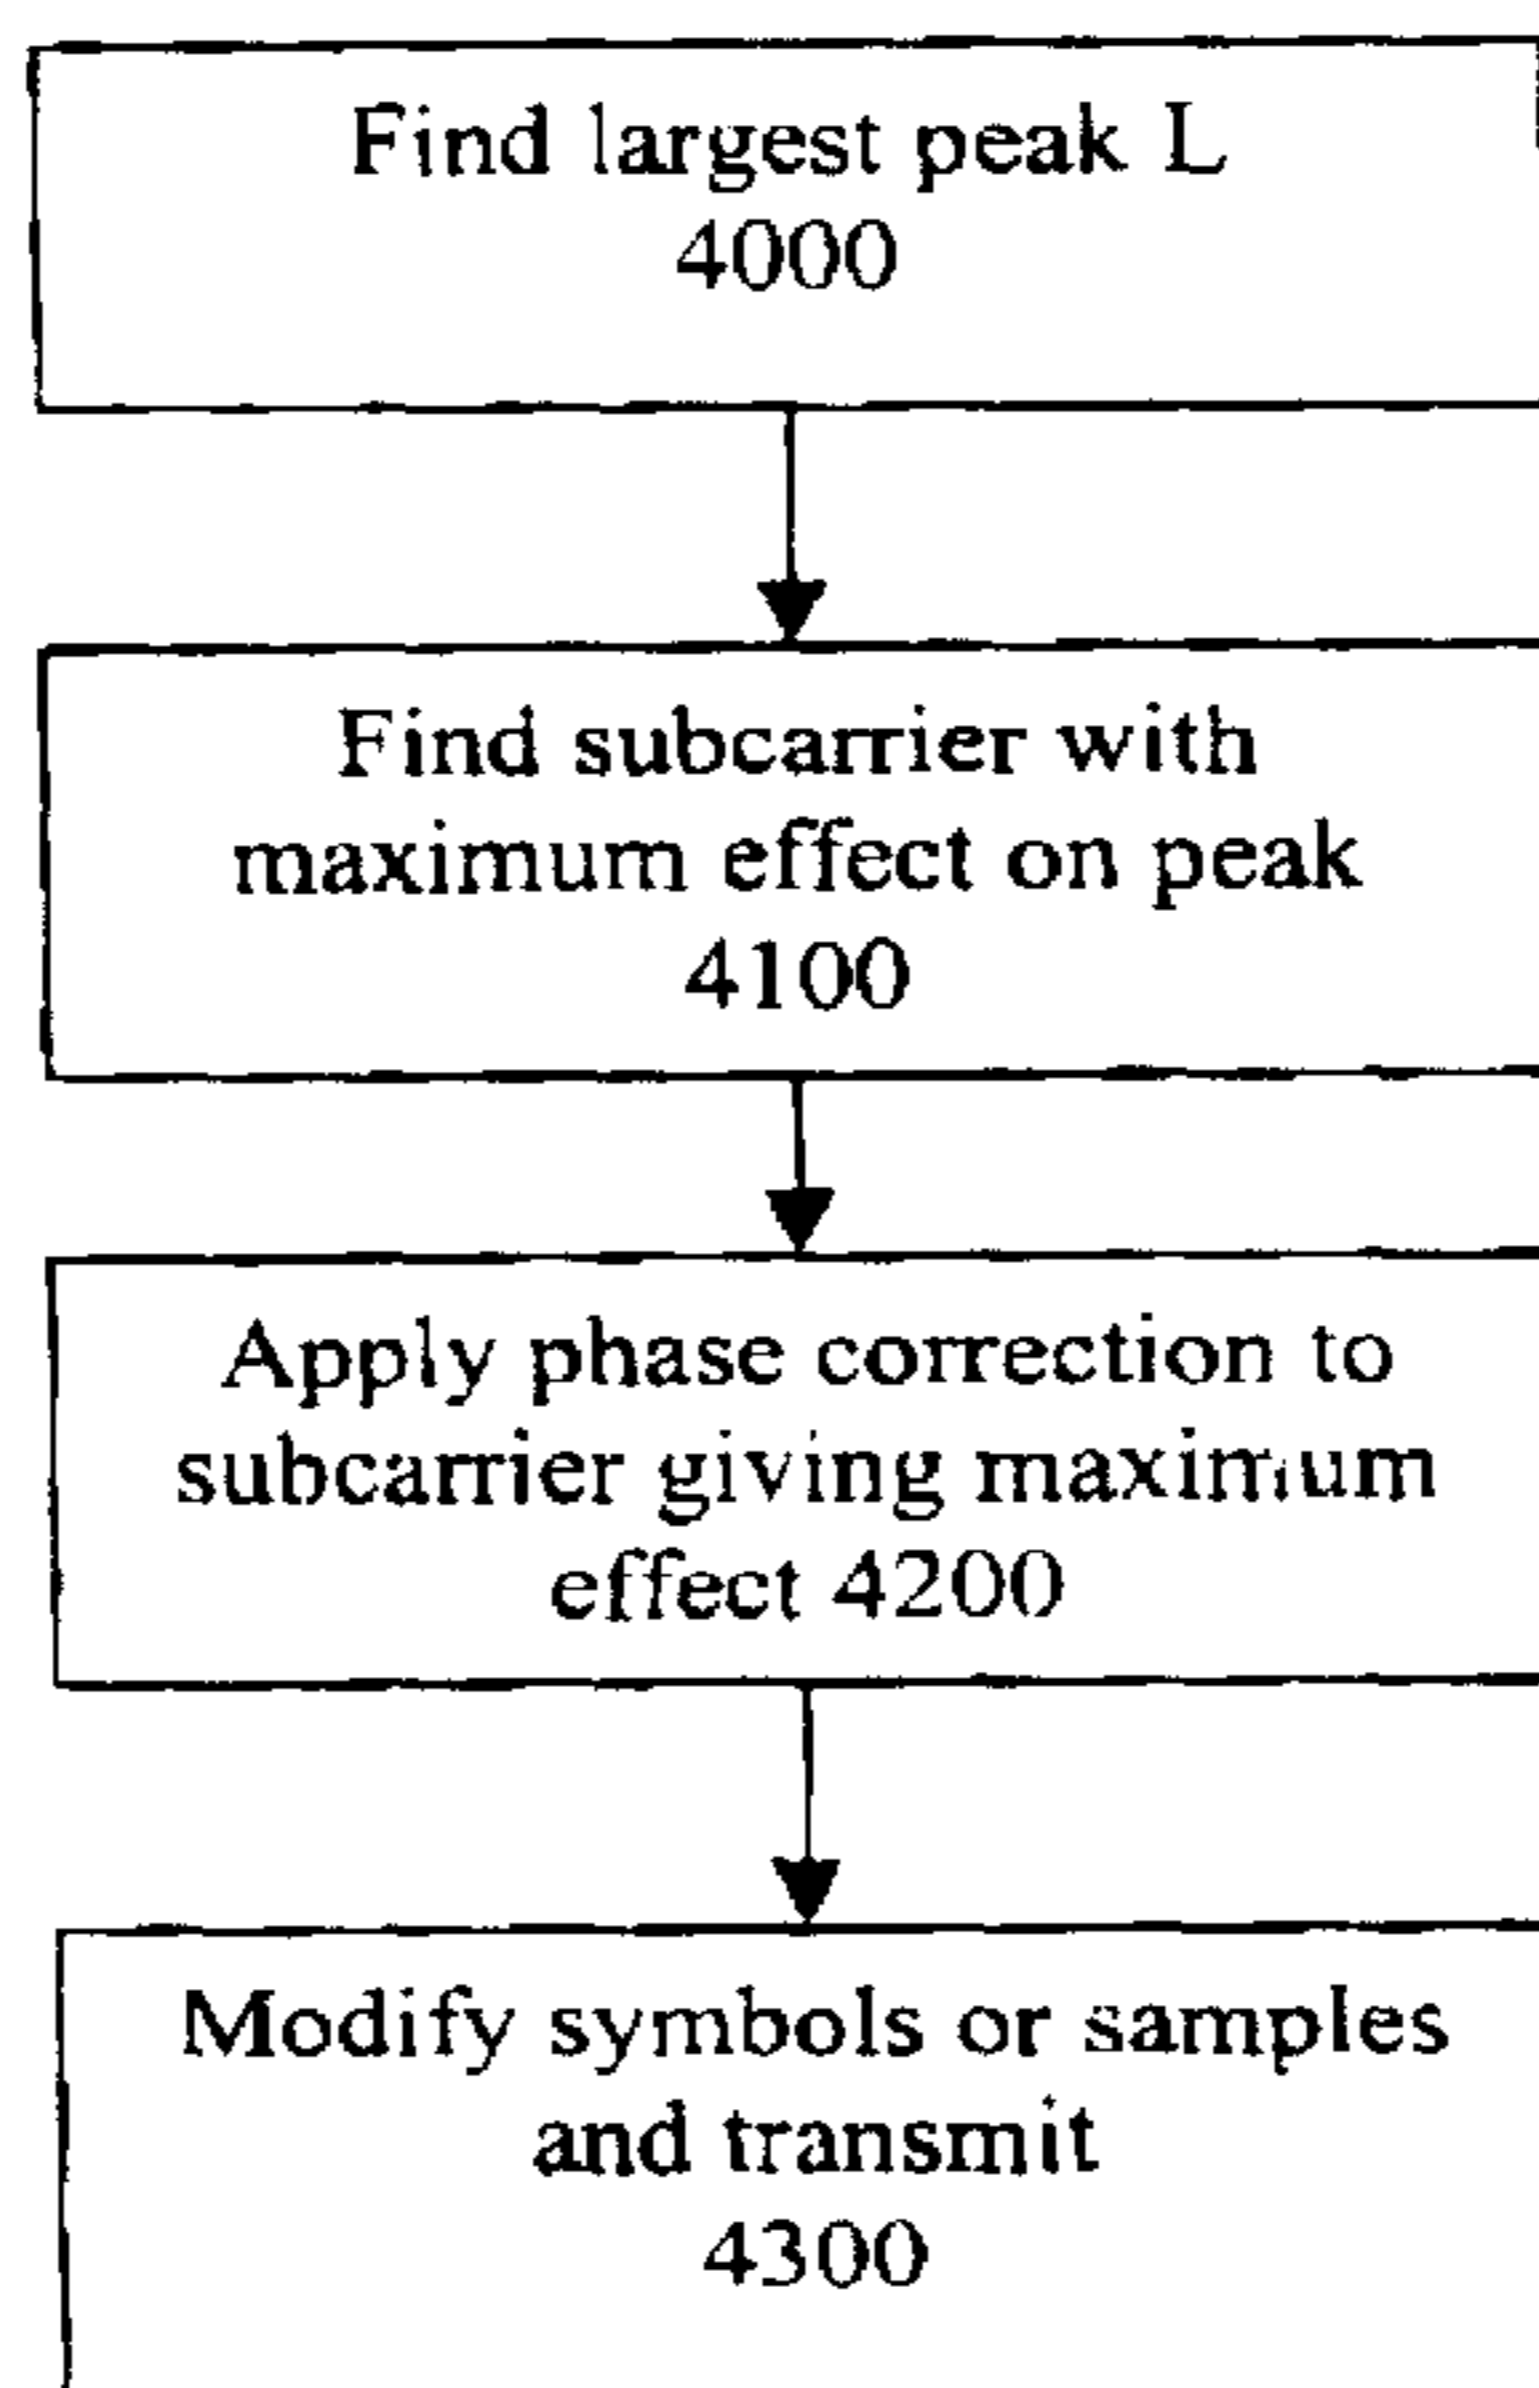 Find largest peak L
4000
Find subcarrier with
maximum effect on peak
4100
Apply phase correction to
subcarrier giving maximum
effect 4200
Modify symbols or samples
and transmit
4300